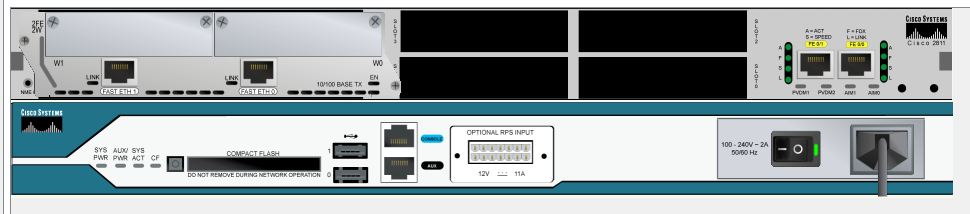 2FE
2W
W1
W0
LINK
LINK
EN
10/100 BASE TX
FAST ETH 1
FAST ETH 0
NME
SLOT3
S
SLOT2
SLOT0
A = ACT F = FDX
S = SPEED L = LINK
FE 0/1 FE 0/0
A
F
S
L
A
F
S
L
PVDM1 PVDM2 AIM1 AIM0
CISCO SYSTEMS
Cisco 2811
CISCO SYSTEMS
SYS AUX/ SYS
PWR PWR ACT CF
COMPACT FLASH
DO NOT REMOVE DURING NETWORK OPERATION
1
0
CONSOLE
AUX
OPTIONAL RPS INPUT
12V 11A
100 - 240V ~ 2A
50/60 Hz